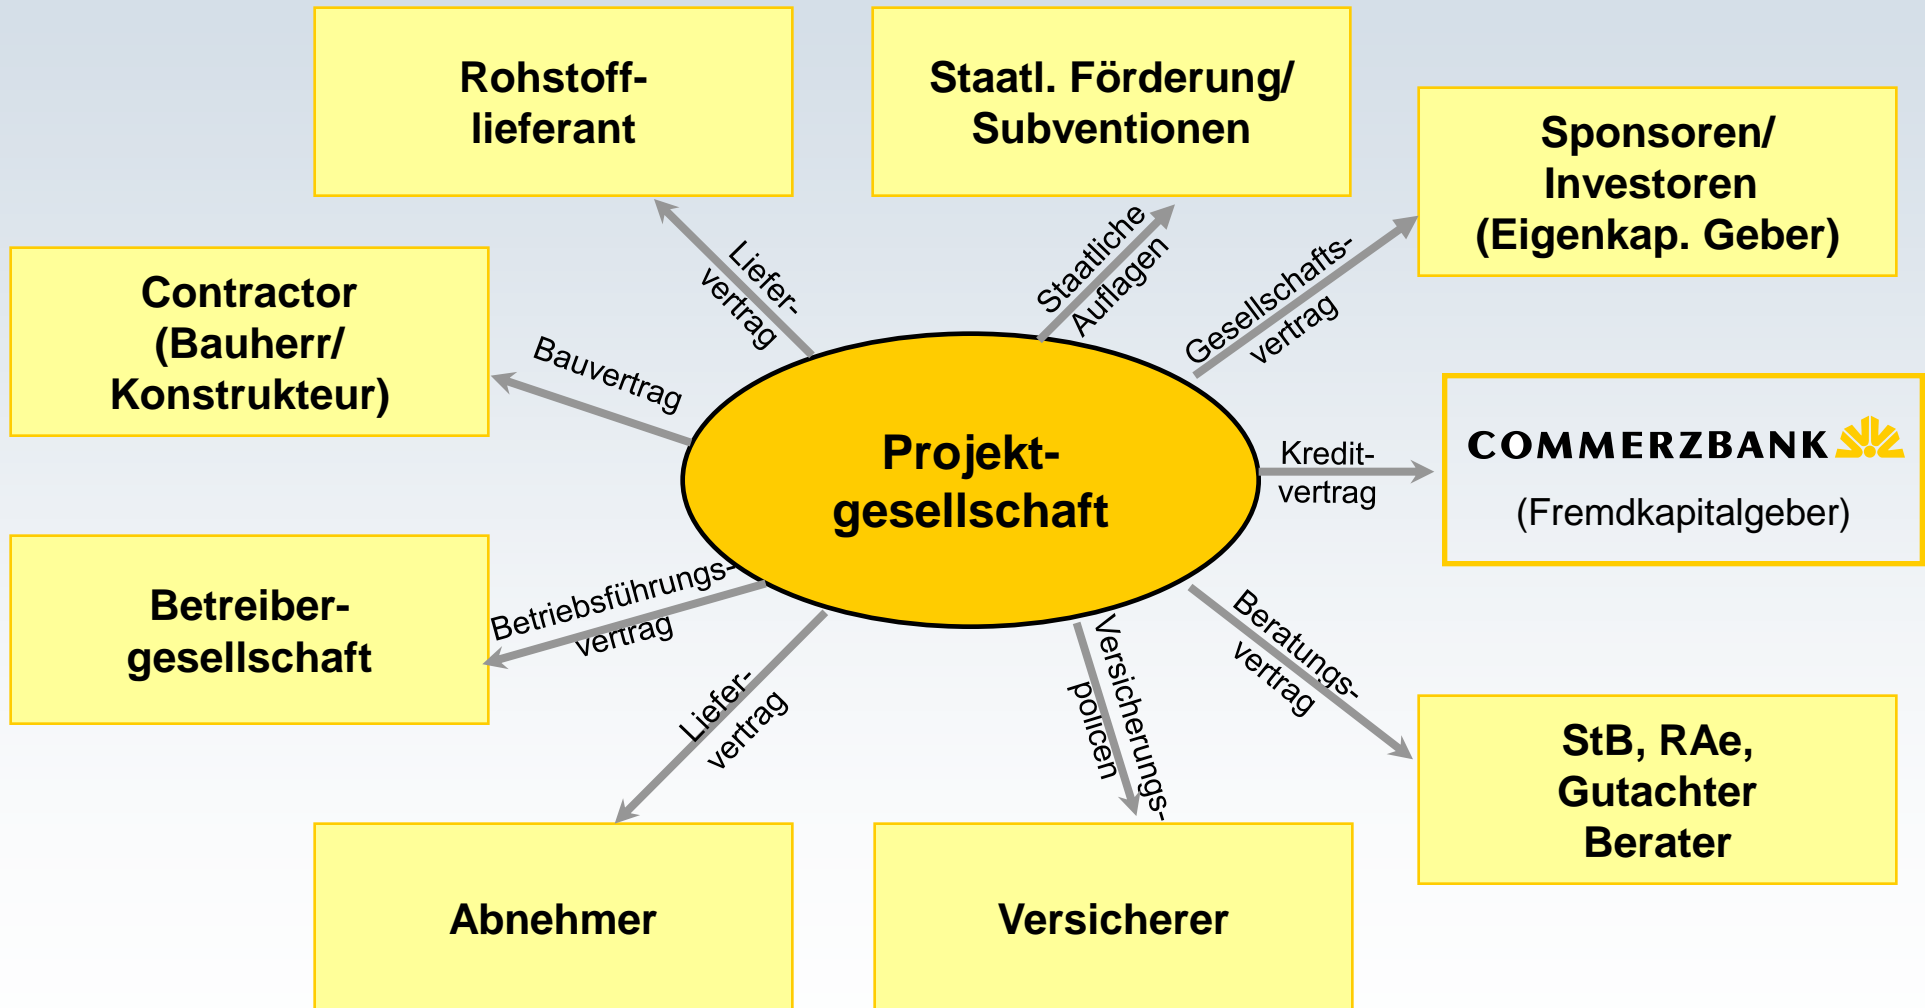 Rohstoff-
lieferant
Staatl. Förderung/
Subventionen
Sponsoren/
Investoren
(Eigenkap. Geber)
Contractor
(Bauherr/
Konstrukteur)
Liefer-
vertrag
Staatliche
Auflagen
Gesellschafts-
vertrag
Bauvertrag
Projekt-
gesellschaft
Kredit-
vertrag
COMMERZBANK
(Fremdkapitalgeber)
Betreiber-
gesellschaft
Betriebsführungs-
vertrag
Liefer-
vertrag
Versicherungs-
policen
Beratungs-
vertrag
StB, RAe,
Gutachter
Berater
Abnehmer
Versicherer